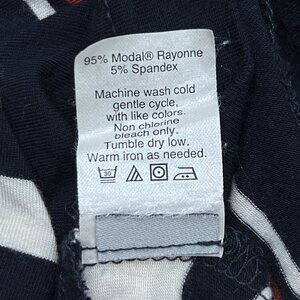 95% Modal® Rayonne
5% Spandex
Machine wash cold
gentle cycle,
with like colors.
Non chlorine
bleach only.
Tumble dry low.
Warm iron as needed.
30